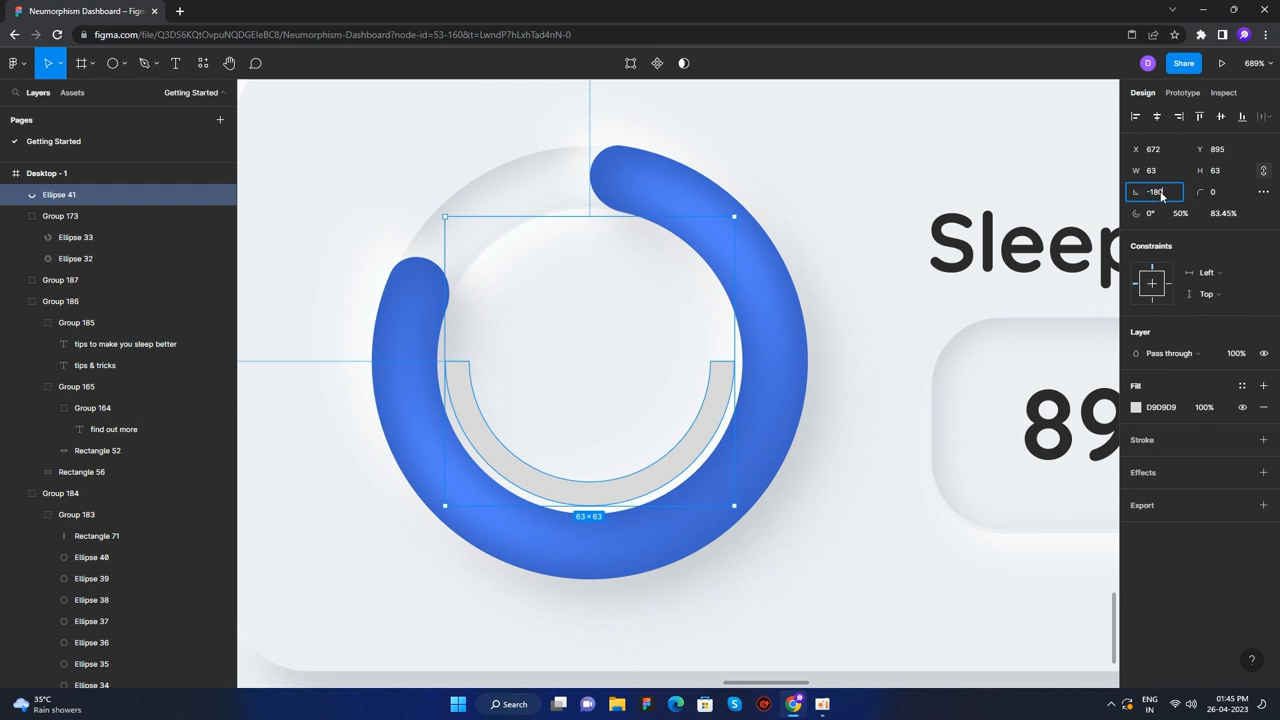 Neumorphism Dashboard – Figm
figma.com/file/Q3DS6KQtOvpuNQDGEleBC8/Neumorphism-Dashboard?node-id=53-160&t=LwndP7hLxhTad4nN-0
D
Share
689%
Layers
Assets
Getting Started
Pages
Getting Started
Desktop - 1
Ellipse 41
Group 173
Ellipse 33
Ellipse 32
Group 187
Group 186
Group 185
tips to make you sleep better
tips & tricks
Group 165
Group 164
find out more
Rectangle 52
Rectangle 56
Group 184
Group 183
Rectangle 71
Ellipse 40
Ellipse 39
Ellipse 38
Ellipse 37
Ellipse 36
Ellipse 35
Ellipse 34
63 × 63
Sleep
89
Design
Prototype
Inspect
X 672 Y 895
W 63 H 63
-180 0
0° 50% 83.45%
Constraints
Left
Top
Layer
Pass through 100%
Fill
D9D9D9 100%
Stroke
Effects
Export
?
35°C
Rain showers
Search
ENG
IN
01:45 PM
26-04-2023